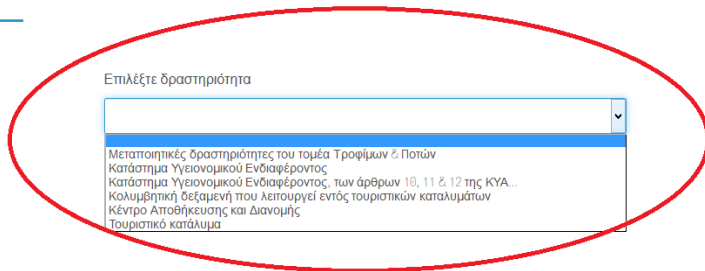 Επιλέξτε δραστηριότητα
Μεταποιητικές δραστηριότητες του τομέα Τροφίμων & Ποτών
Κατάστημα Υγειονομικού Ενδιαφέροντος
Κατάστημα Υγειονομικού Ενδιαφέροντος, των άρθρων 10, 11 & 12 της ΚΥΑ...
Κολυμβητική δεξαμενή που λειτουργεί εντός τουριστικών καταλυμάτων
Κέντρο Αποθήκευσης και Διανομής
Τουριστικό κατάλυμα